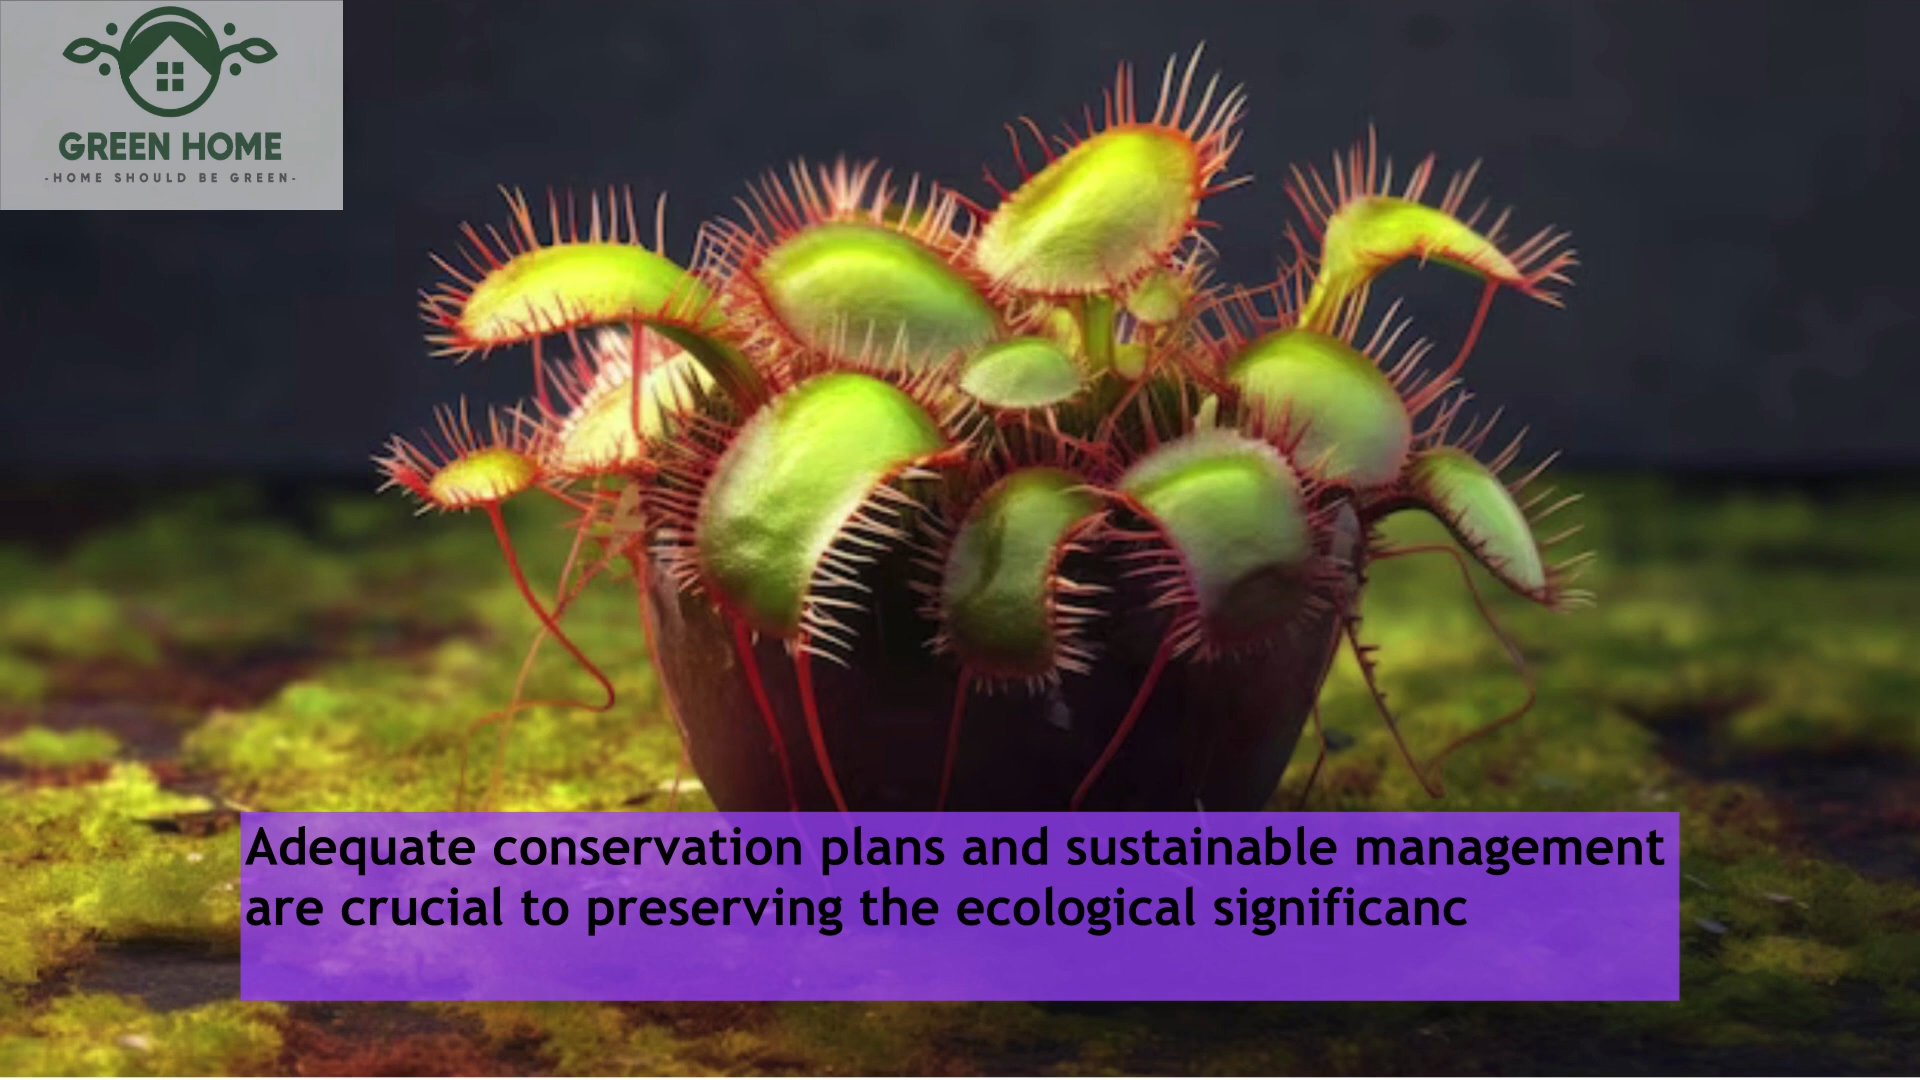 GREEN HOME
-HOME SHOULD BE GREEN-
Adequate conservation plans and sustainable management
are crucial to preserving the ecological significanc